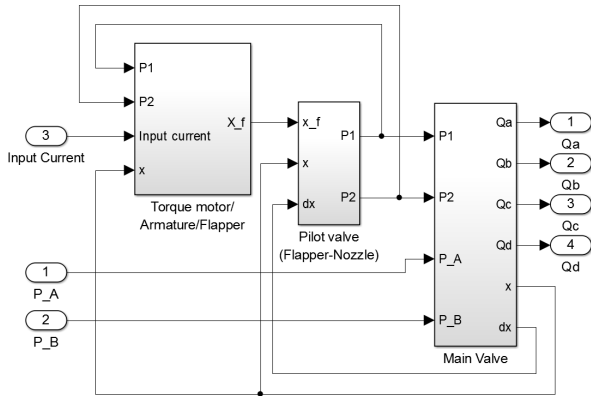 P1
P2
Input current
x
X_f
Torque motor/
Armature/Flapper
3
Input Current
x_f
x
dx
P1
P2
Pilot valve
(Flapper-Nozzle)
P1
P2
P_A
P_B
Qa
Qb
Qc
Qd
x
dx
Main Valve
1
Qa
2
Qb
3
Qc
4
Qd
1
P_A
2
P_B